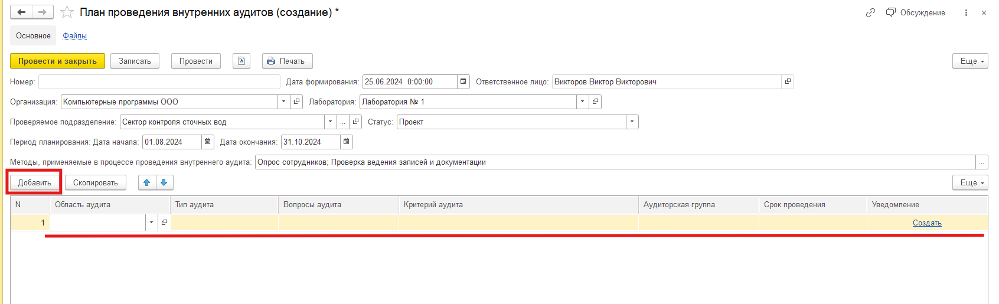 План проведения внутренних аудитов (создание) *
Обсуждение
Основное Файлы
Провести и закрыть Записать Провести Печать Еще
Номер: Дата формирования: 25.06.2024 0:00:00 Ответственное лицо: Викторов Виктор Викторович
Организация: Компьютерные программы ООО Лаборатория: Лаборатория № 1
Проверяемое подразделение: Сектор контроля сточных вод ... Статус: Проект
Период планирования: Дата начала: 01.08.2024 Дата окончания: 31.10.2024
Методы, применяемые в процессе проведения внутреннего аудита: Опрос сотрудников; Проверка ведения записей и документации ...
Добавить Скопировать Еще
N Область аудита Тип аудита Вопросы аудита Критерий аудита Аудиторская группа Срок проведения Уведомление
1 Создать